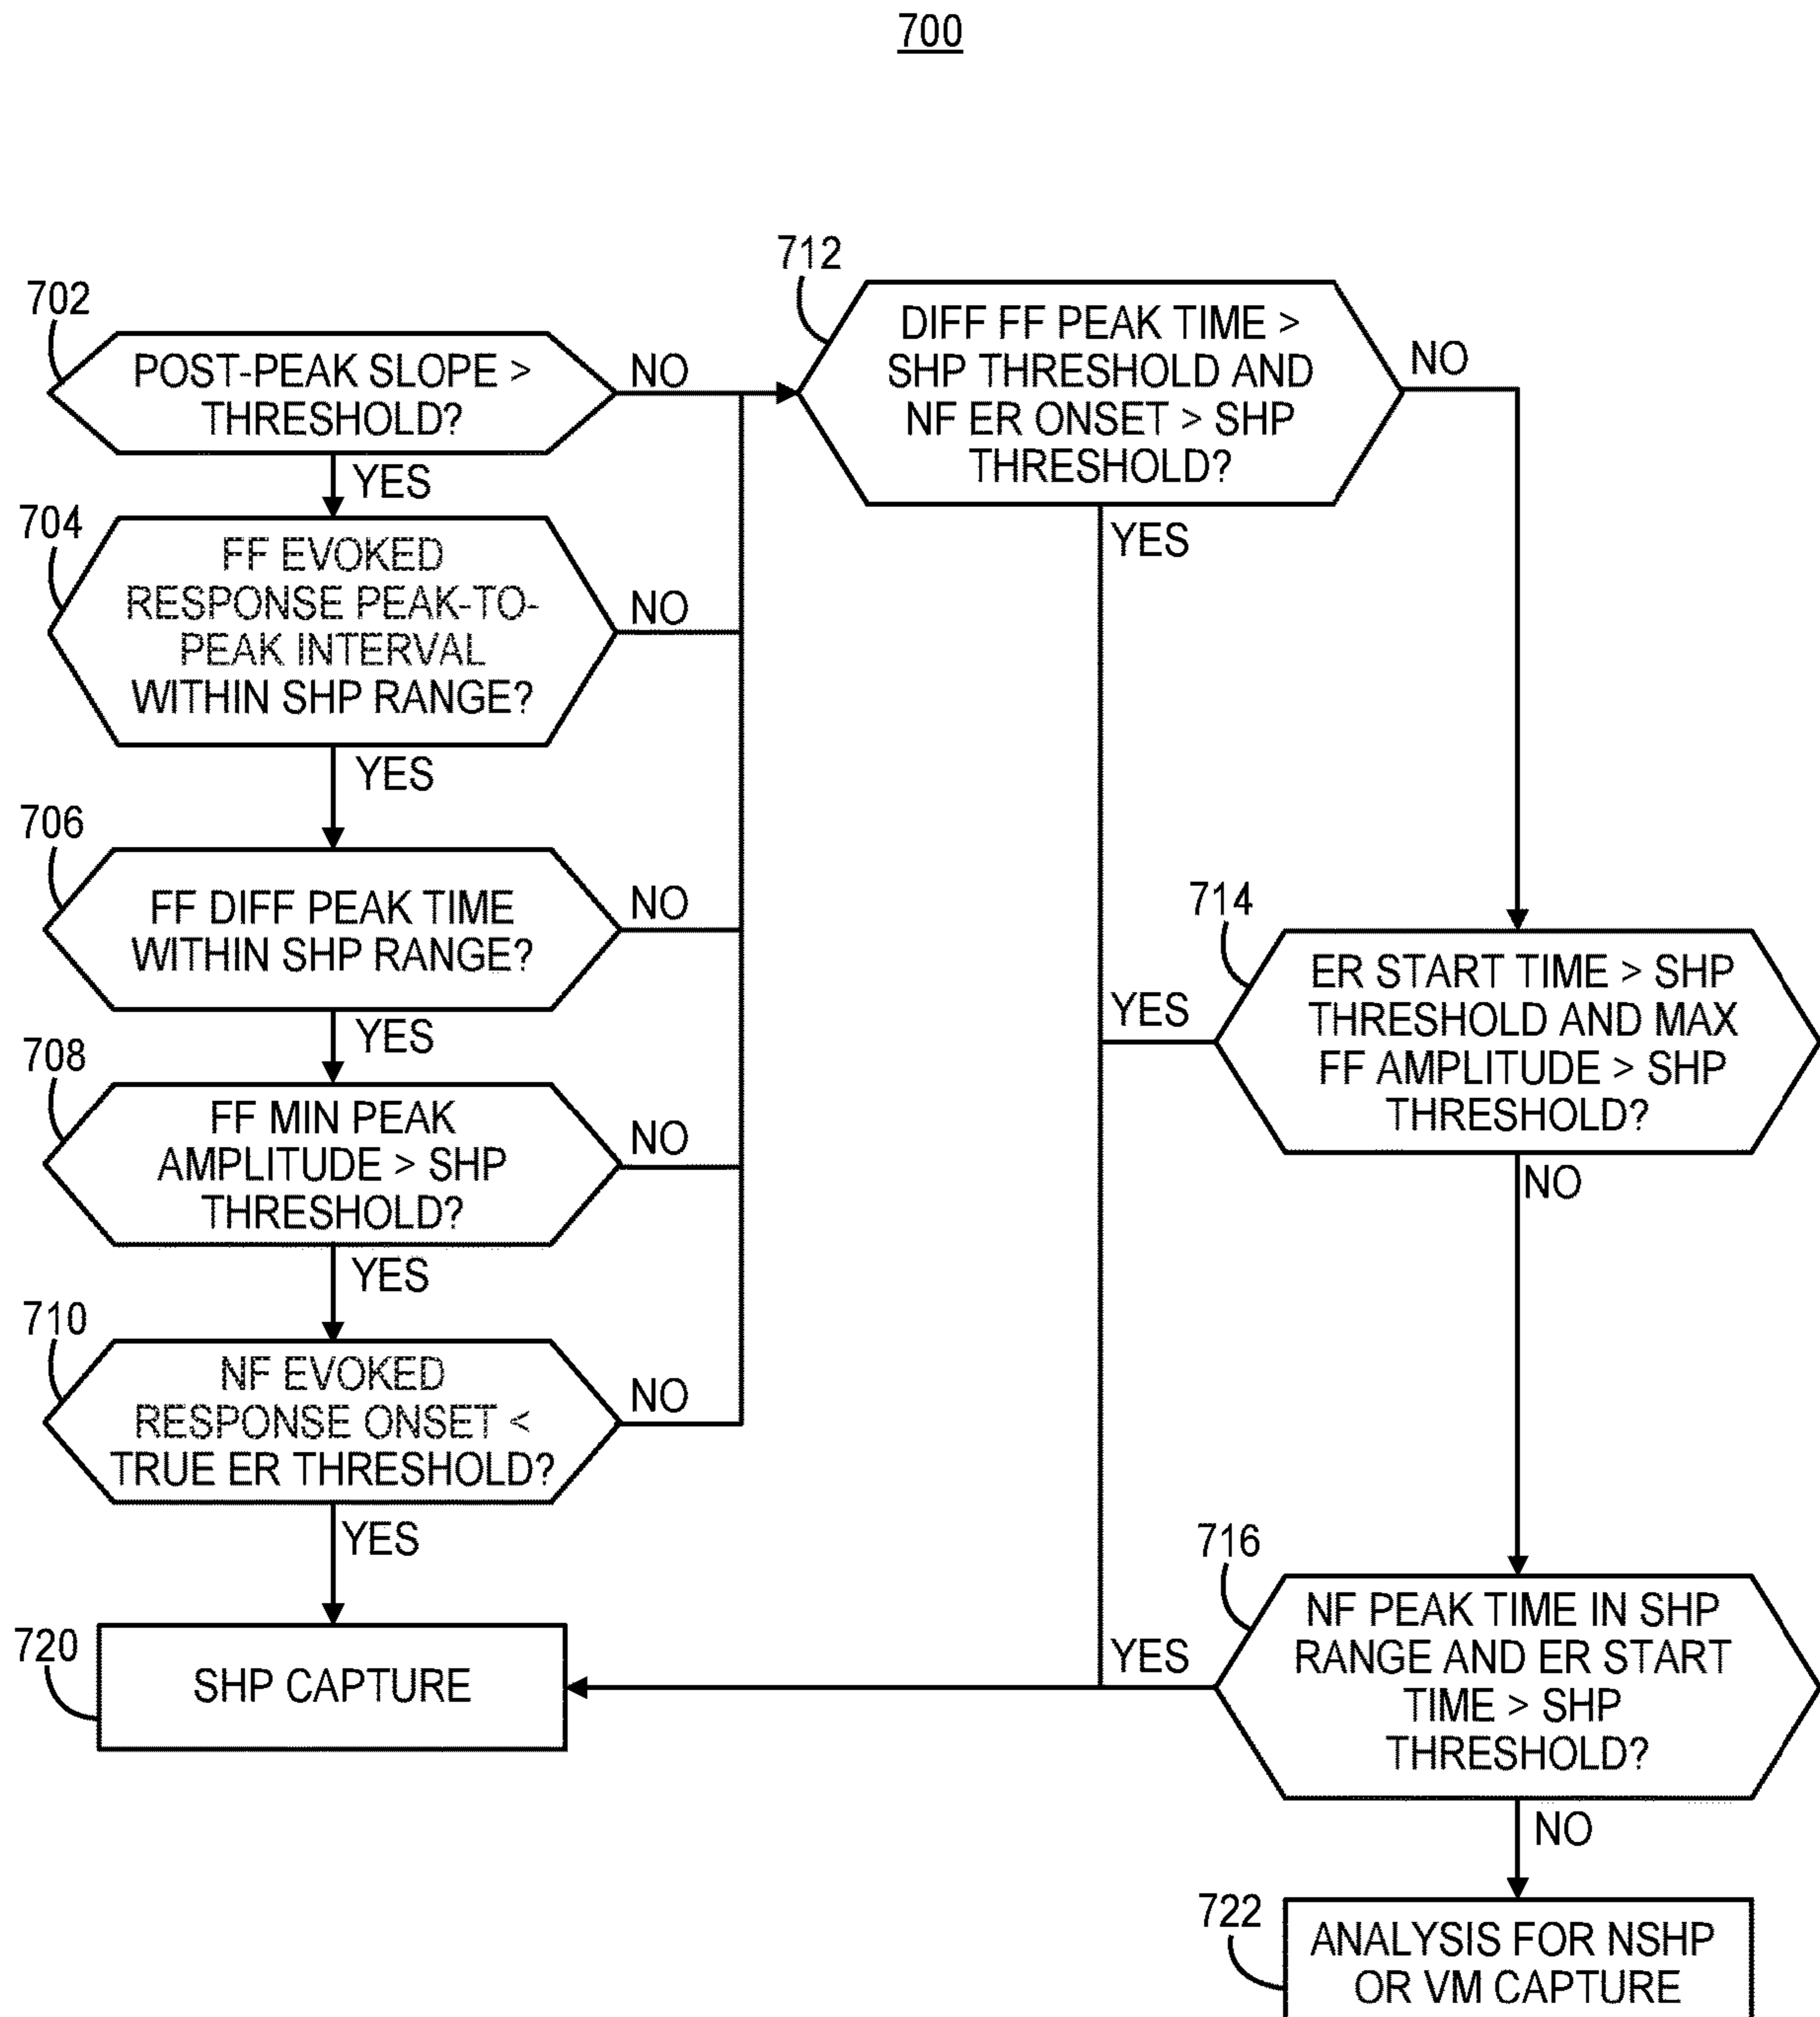 700
702
POST-PEAK SLOPE >
THRESHOLD?
NO
YES
704
FF EVOKED
RESPONSE PEAK-TO-
PEAK INTERVAL
WITHIN SHP RANGE?
NO
YES
706
FF DIFF PEAK TIME
WITHIN SHP RANGE?
NO
YES
708
FF MIN PEAK
AMPLITUDE > SHP
THRESHOLD?
NO
YES
710
NF EVOKED
RESPONSE ONSET <
TRUE ER THRESHOLD?
NO
YES
720
SHP CAPTURE
712
DIFF FF PEAK TIME >
SHP THRESHOLD AND
NF ER ONSET > SHP
THRESHOLD?
NO
YES
714
ER START TIME > SHP
THRESHOLD AND MAX
FF AMPLITUDE > SHP
THRESHOLD?
YES
NO
716
NF PEAK TIME IN SHP
RANGE AND ER START
TIME > SHP
THRESHOLD?
YES
NO
722
ANALYSIS FOR NSHP
OR VM CAPTURE